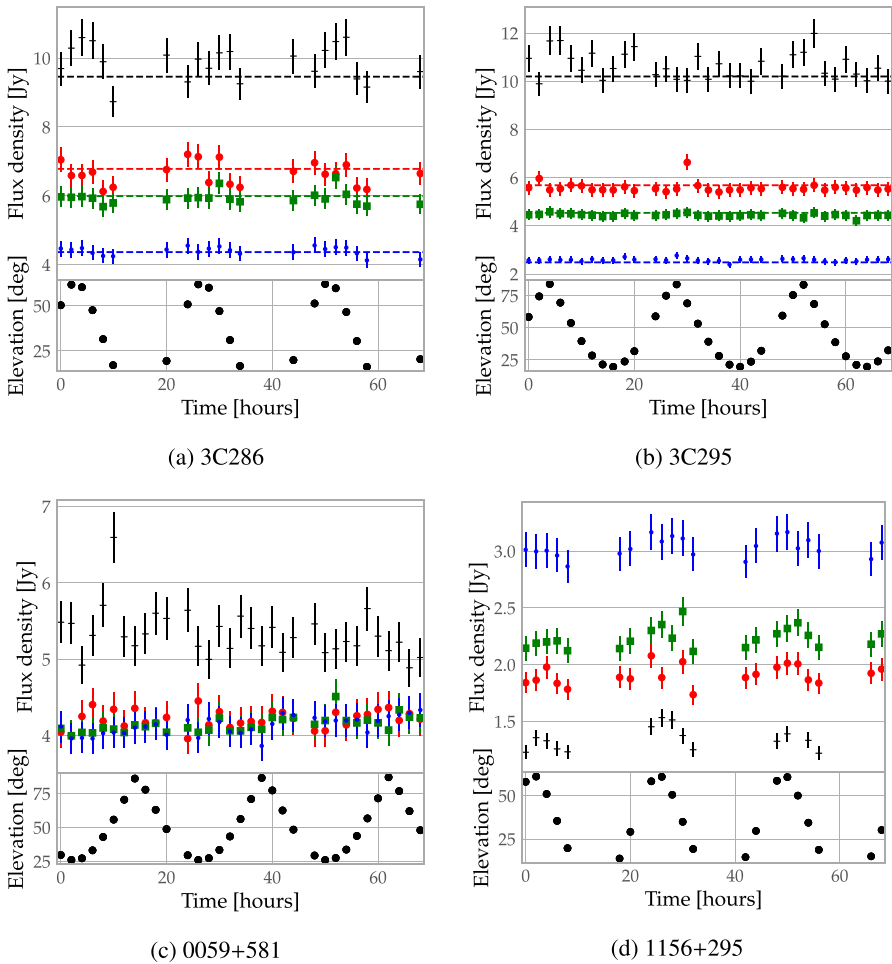 10
8
6
4
Flux density [Jy]
50
25
Elevation [deg]
0
20
40
60
Time [hours]
(a) 3C286
12
10
8
6
4
2
Flux density [Jy]
75
50
25
Elevation [deg]
0
20
40
60
Time [hours]
(b) 3C295
7
6
5
4
Flux density [Jy]
75
50
25
Elevation [deg]
0
20
40
60
Time [hours]
(c) 0059+581
3.0
2.5
2.0
1.5
Flux density [Jy]
50
25
Elevation [deg]
0
20
40
60
Time [hours]
(d) 1156+295